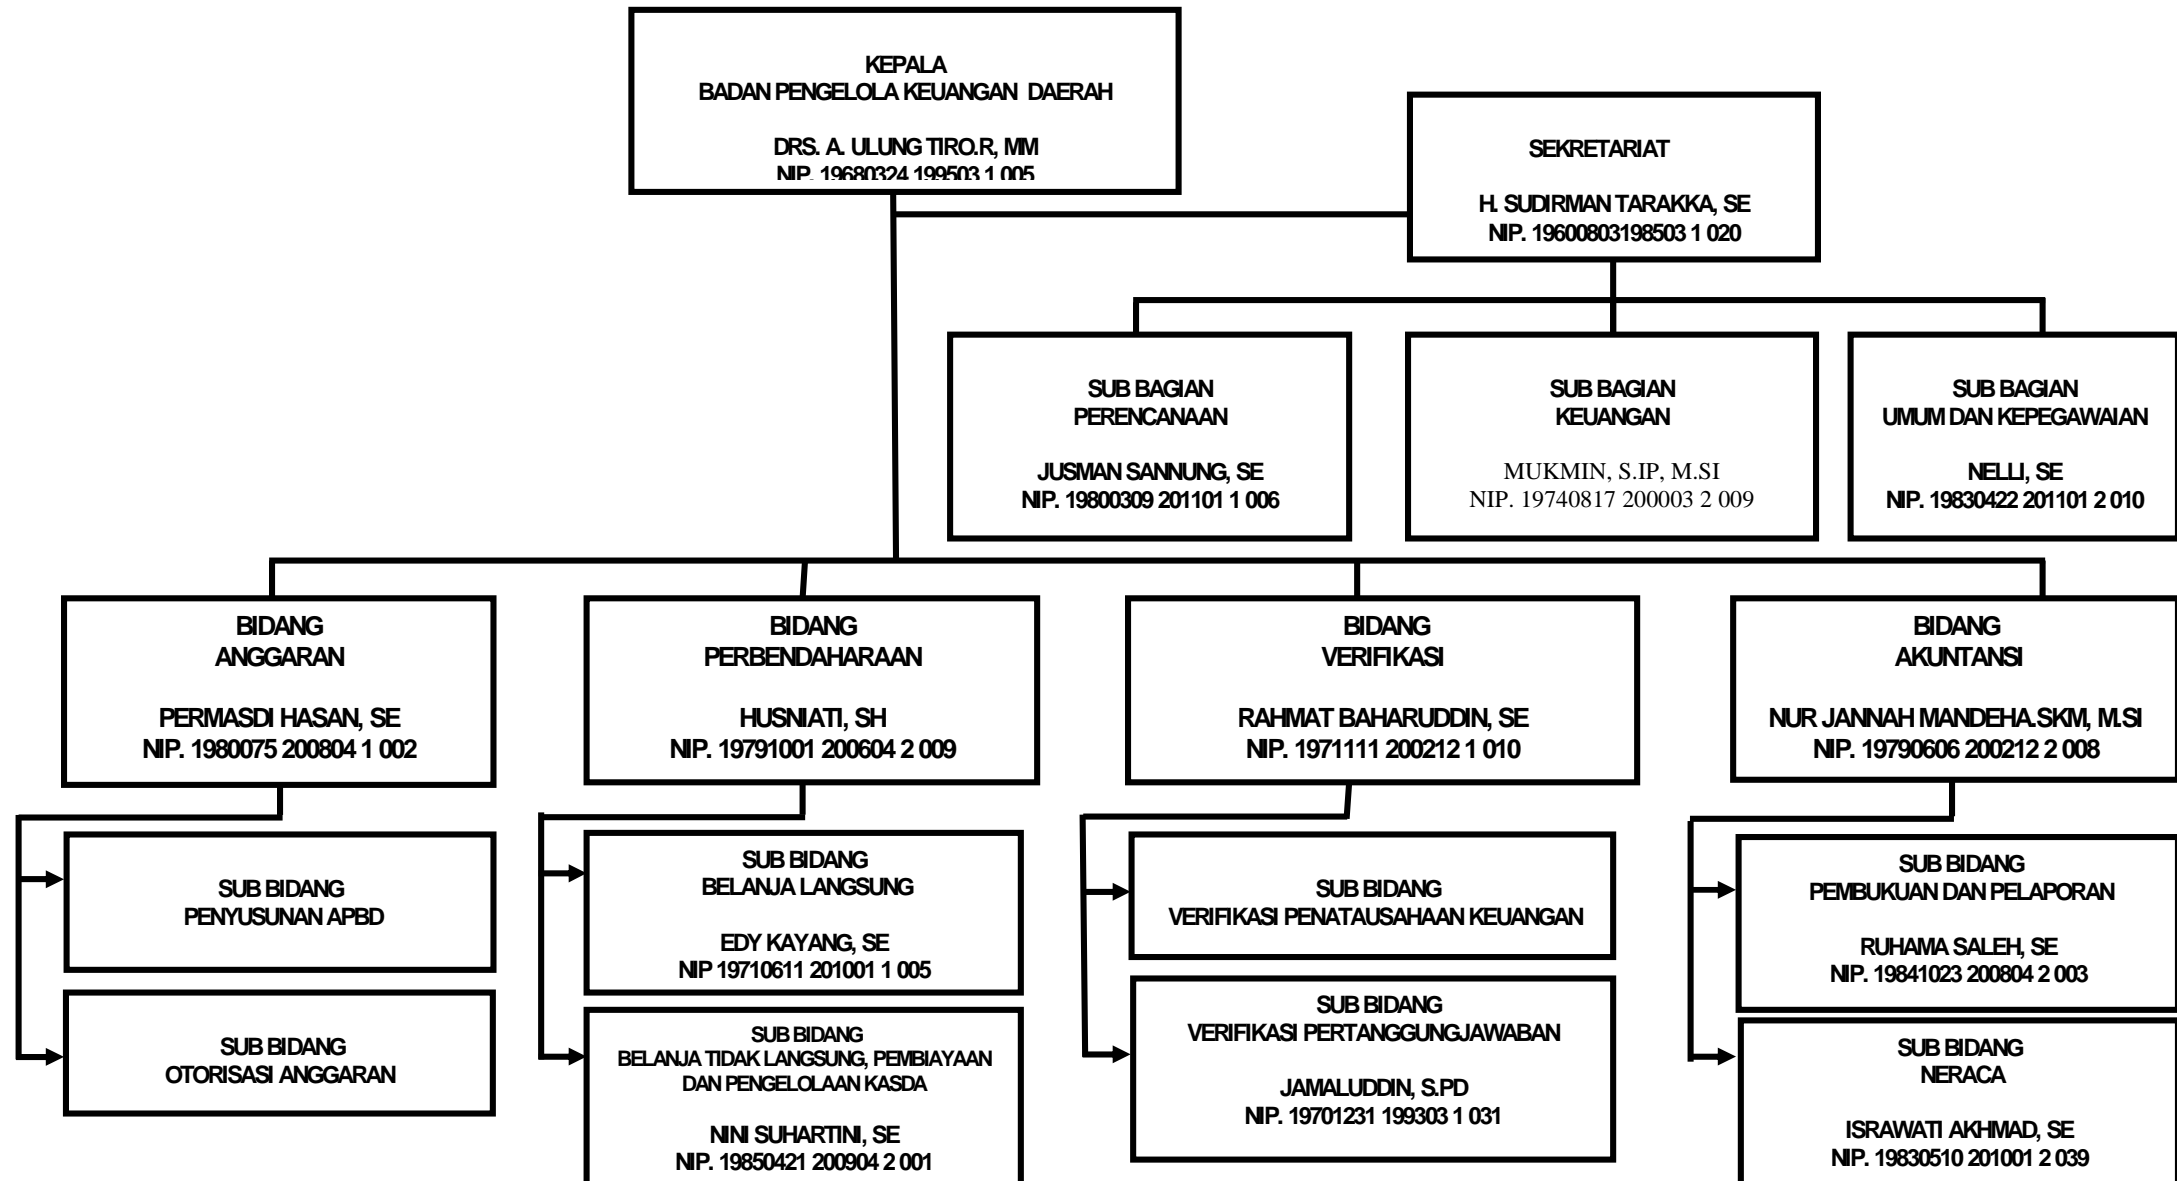 KEPALA
BADAN PENGELOLA KEUANGAN DAERAH
DRS. A. ULUNG TIRO.R, MM
NIP. 19680324 199503 1 005
SEKRETARIAT
H. SUDIRMAN TARAKKA, SE
NIP. 19600803198503 1 020
SUB BAGIAN
PERENCANAAN
JUSMAN SANNUNG, SE
NIP. 19800309 201101 1 006
SUB BAGIAN
KEUANGAN
MUKMIN, S.IP, M.SI
NIP. 19740817 200003 2 009
SUB BAGIAN
UMUM DAN KEPEGAWAIAN
NELLI, SE
NIP. 19830422 201101 2 010
BIDANG
ANGGARAN
PERMASDI HASAN, SE
NIP. 1980075 200804 1 002
BIDANG
PERBENDAHARAAN
HUSNIATI, SH
NIP. 19791001 200604 2 009
BIDANG
VERIFIKASI
RAHMAT BAHARUDDIN, SE
NIP. 1971111 200212 1 010
BIDANG
AKUNTANSI
NUR JANNAH MANDEHA.SKM, M.SI
NIP. 19790606 200212 2 008
SUB BIDANG
PENYUSUNAN APBD
SUB BIDANG
OTORISASI ANGGARAN
SUB BIDANG
BELANJA LANGSUNG
EDY KAYANG, SE
NIP 19710611 201001 1 005
SUB BIDANG
BELANJA TIDAK LANGSUNG, PEMBIAYAAN
DAN PENGELOLAAN KASDA
NINI SUHARTINI, SE
NIP. 19850421 200904 2 001
SUB BIDANG
VERIFIKASI PENATAUSAHAAN KEUANGAN
SUB BIDANG
VERIFIKASI PERTANGGUNGJAWABAN
JAMALUDDIN, S.PD
NIP. 19701231 199303 1 031
SUB BIDANG
PEMBUKUAN DAN PELAPORAN
RUHAMA SALEH, SE
NIP. 19841023 200804 2 003
SUB BIDANG
NERACA
ISRAWATI AKHMAD, SE
NIP. 19830510 201001 2 039